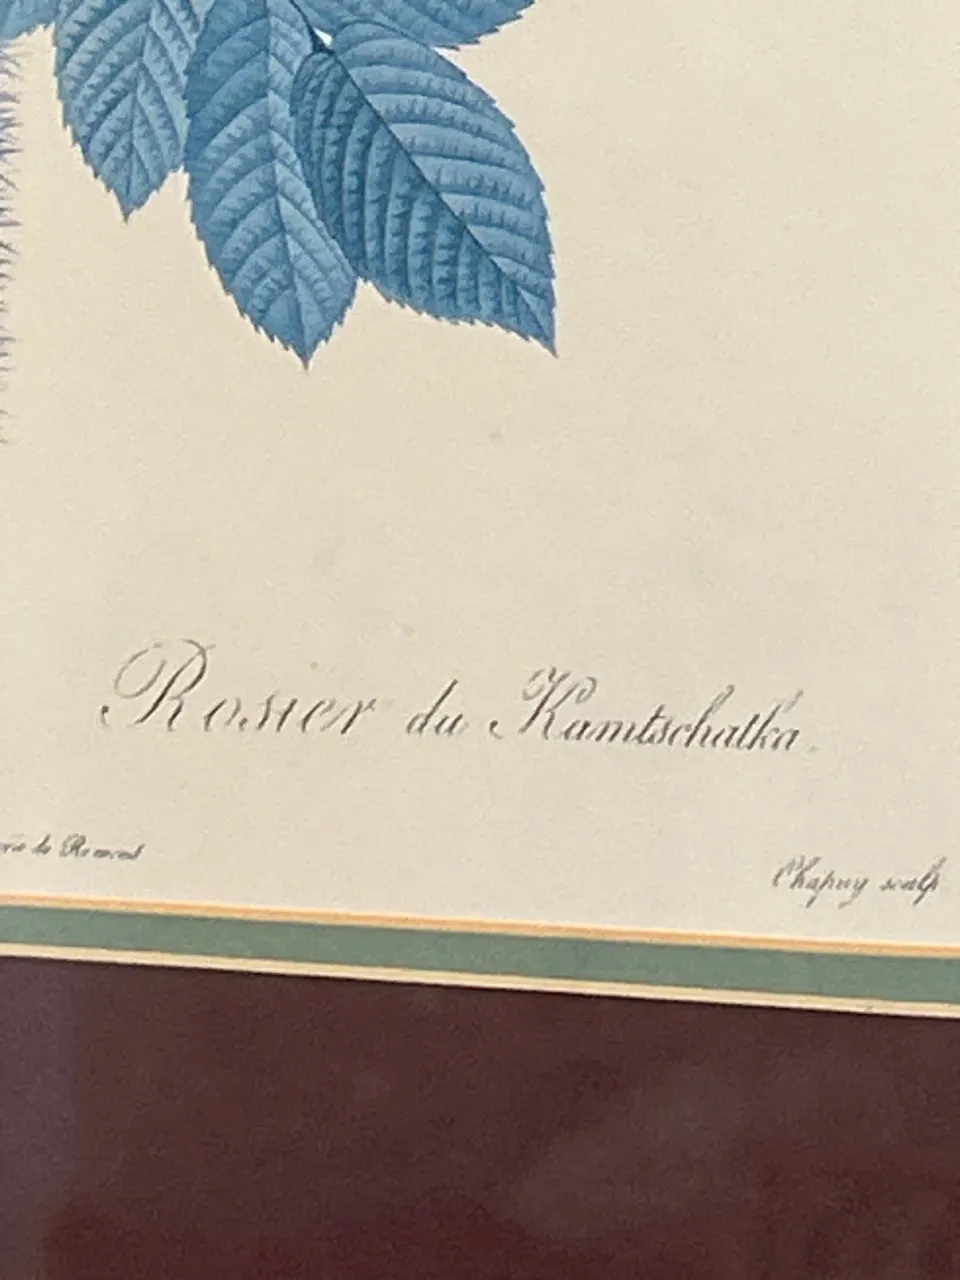 Rosier du Kamtschatka.
de Remond
Chapuy sculp